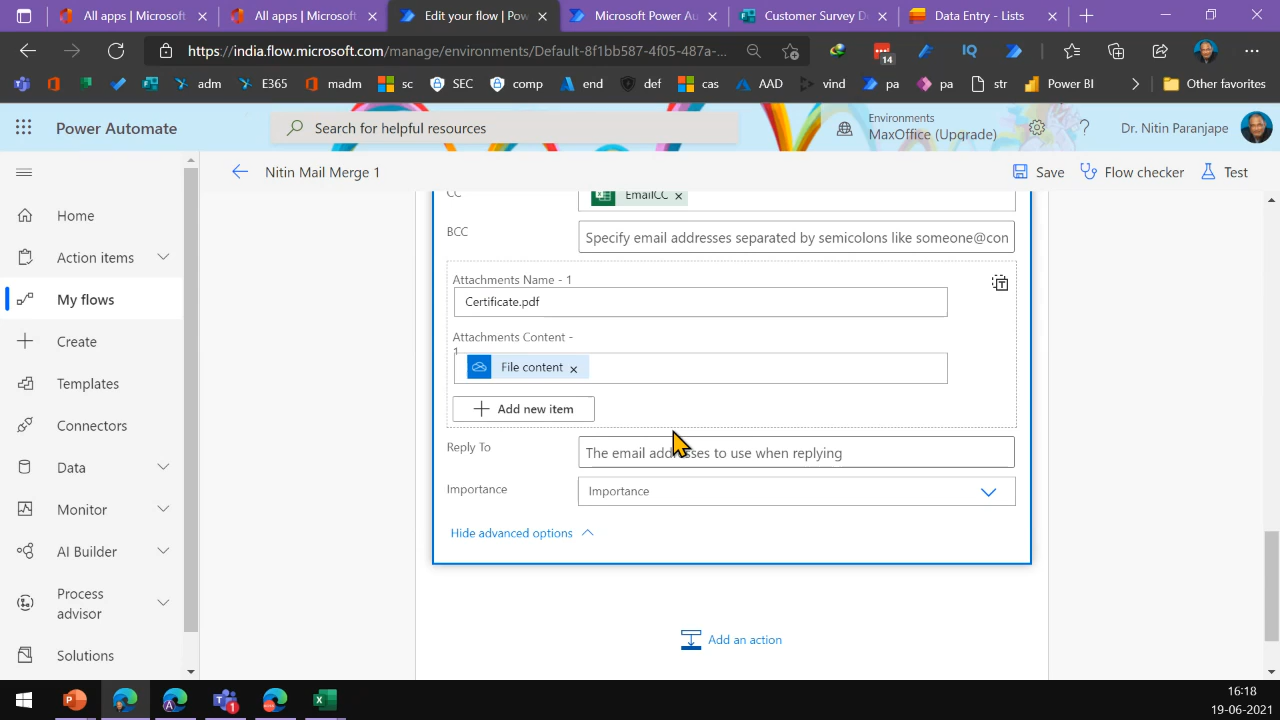 All apps | Microsoft
All apps | Microsoft
Edit your flow | Pow
Microsoft Power Au
Customer Survey D
Data Entry - Lists
https://india.flow.microsoft.com/manage/environments/Default-8f1bb587-4f05-487a-...
14
IQ
adm
E365
madm
sc
SEC
comp
end
def
cas
AAD
vind
pa
pa
str
Power BI
Other favorites
Power Automate
Search for helpful resources
Environments
MaxOffice (Upgrade)
Dr. Nitin Paranjape
Nitin Mail Merge 1
Save
Flow checker
Test
Home
Action items
My flows
Create
Templates
Connectors
Data
Monitor
AI Builder
Process
advisor
Solutions
CC
EmailCC
BCC
Specify email addresses separated by semicolons like someone@con
Attachments Name - 1
Certificate.pdf
Attachments Content -
1
File content
Add new item
Reply To
The email addresses to use when replying
Importance
Importance
Hide advanced options
Add an action
1
16:18
19-06-2021